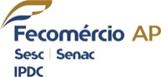 Fecomércio AP
Sesc | Senac
IPDC